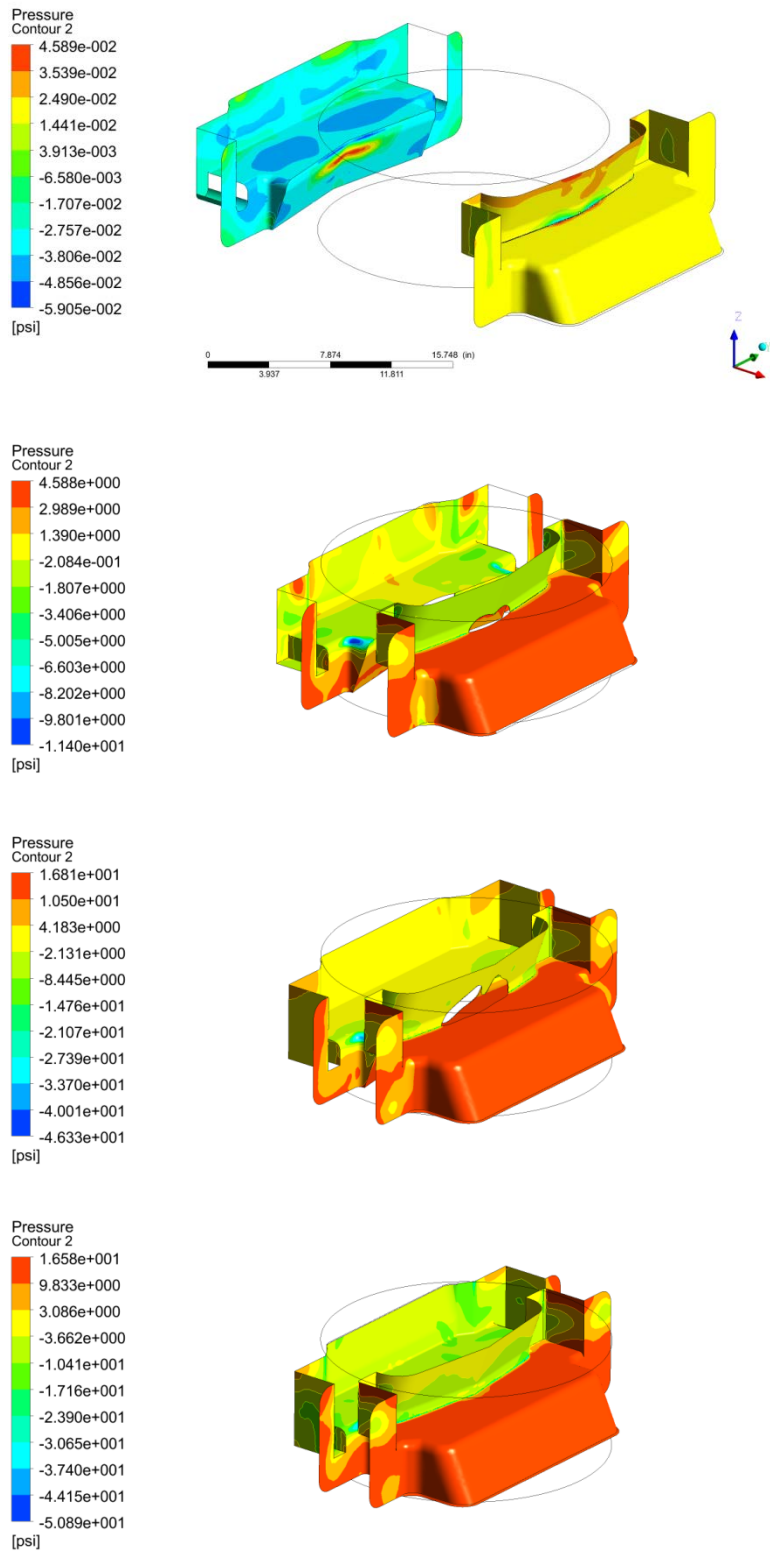 Pressure
Contour 2
4.589e-002
3.539e-002
2.490e-002
1.441e-002
3.913e-003
-6.580e-003
-1.707e-002
-2.757e-002
-3.806e-002
-4.856e-002
-5.905e-002
[psi]
Z
0 7.874 15.748 (in)
3.937 11.811
Pressure
Contour 2
4.588e+000
2.989e+000
1.390e+000
-2.084e-001
-1.807e+000
-3.406e+000
-5.005e+000
-6.603e+000
-8.202e+000
-9.801e+000
-1.140e+001
[psi]
Pressure
Contour 2
1.681e+001
1.050e+001
4.183e+000
-2.131e+000
-8.445e+000
-1.476e+001
-2.107e+001
-2.739e+001
-3.370e+001
-4.001e+001
-4.633e+001
[psi]
Pressure
Contour 2
1.658e+001
9.833e+000
3.086e+000
-3.662e+000
-1.041e+001
-1.716e+001
-2.390e+001
-3.065e+001
-3.740e+001
-4.415e+001
-5.089e+001
[psi]